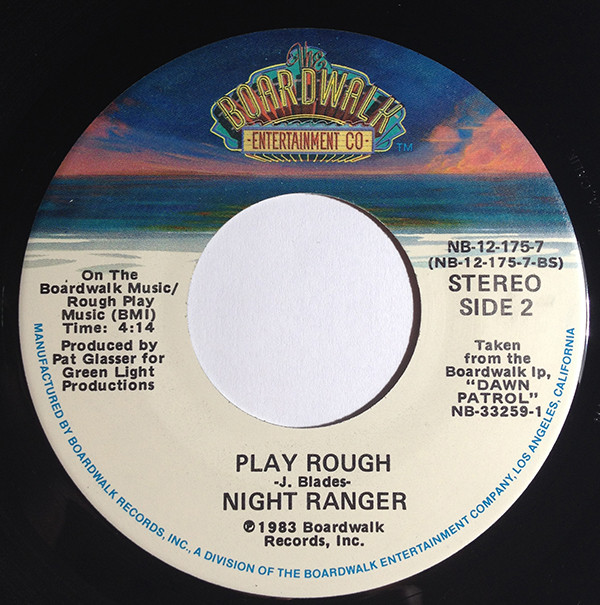 The
BOARDWALK
-ENTERTAINMENT CO-
TM
NB-12-175-7
(NB-12-175-7-BS)
STEREO
SIDE 2
On The
Boardwalk Music/
Rough Play
Music (BMI)
Time: 4:14
Produced by
Pat Glasser for
Green Light
Productions
Taken
from the
Boardwalk lp,
“DAWN
PATROL”
NB-33259-1
PLAY ROUGH
-J. Blades-
NIGHT RANGER
℗1983 Boardwalk
Records, Inc.
MANUFACTURED BY BOARDWALK RECORDS, INC., A DIVISION OF THE BOARDWALK ENTERTAINMENT COMPANY, LOS ANGELES, CALIFORNIA